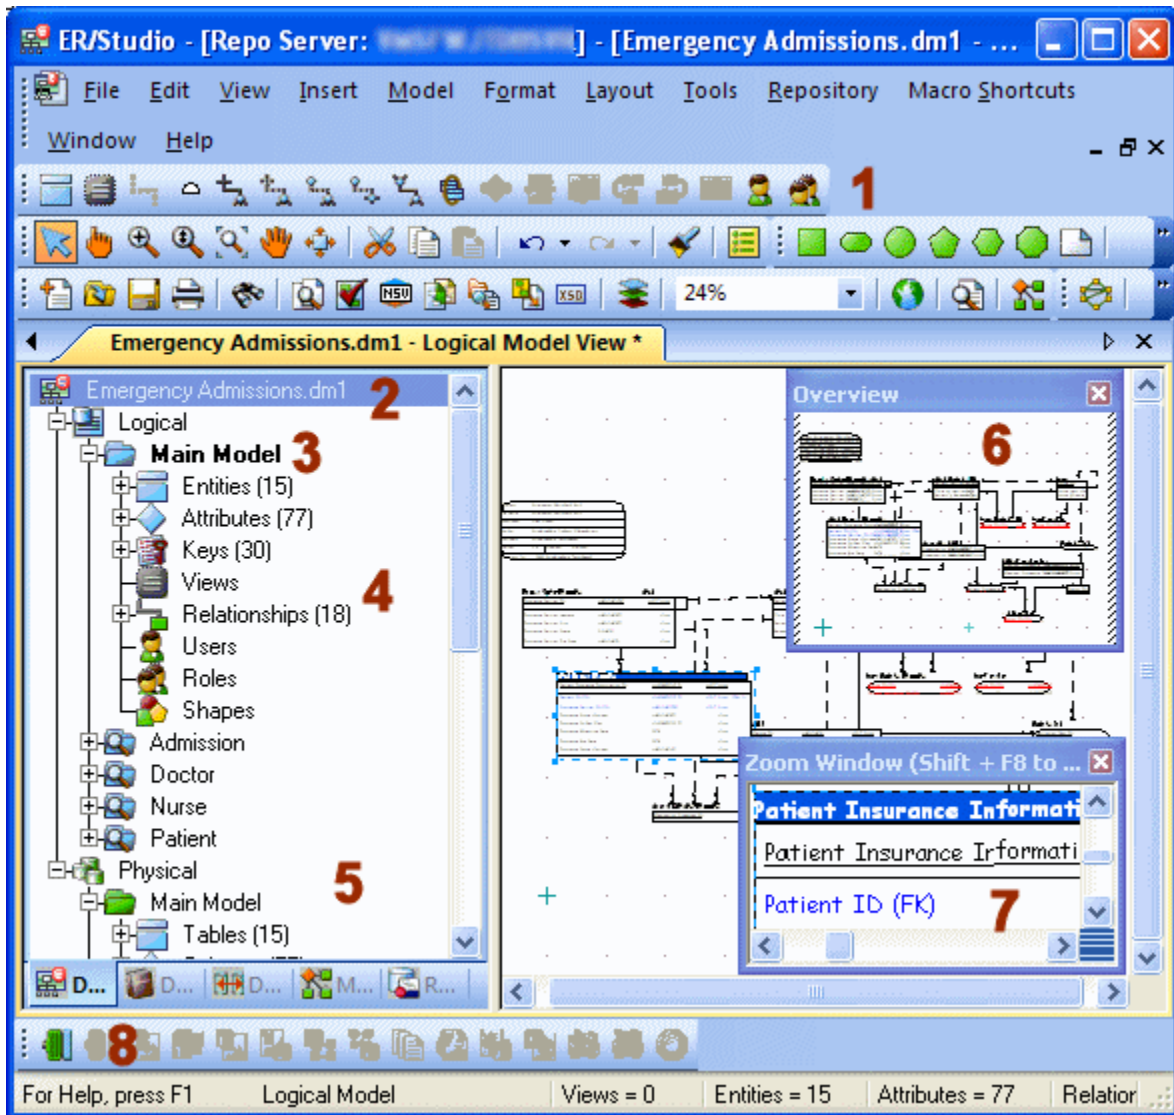 ER/Studio - [Repo Server: ] - [Emergency Admissions.dm1 - ...
File Edit View Insert Model Format Layout Tools Repository Macro Shortcuts
Window Help
1
NSU XSD 24%
Emergency Admissions.dm1 - Logical Model View *
Emergency Admissions.dm1 2
Logical
Main Model 3
Entities (15)
Attributes (77)
Keys (30)
Views
4
Relationships (18)
Users
Roles
Shapes
Admission
Doctor
Nurse
Patient
Physical
5
Main Model
Tables (15)
D... D... D... M... R...
Overview
6
Zoom Window (Shift + F8 to ...
Patient Insurance Informati
Patient Insurance Informati
Patient ID (FK)
7
8
For Help, press F1 Logical Model Views = 0 Entities = 15 Attributes = 77 Relation